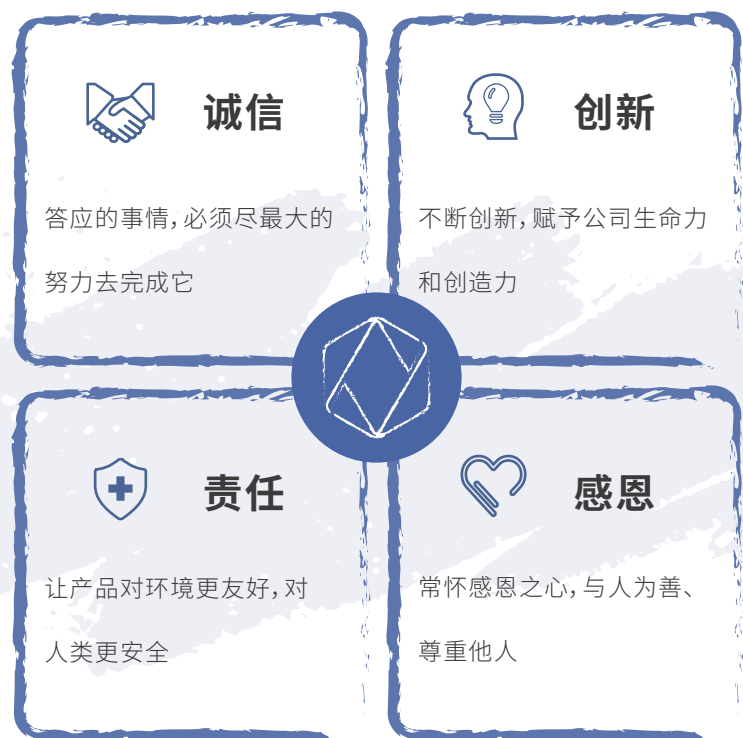 诚信
答应的事情，必须尽最大的
努力去完成它
创新
不断创新，赋予公司生命力
和创造力
责任
让产品对环境更友好，对
人类更安全
感恩
常怀感恩之心，与人为善、
尊重他人